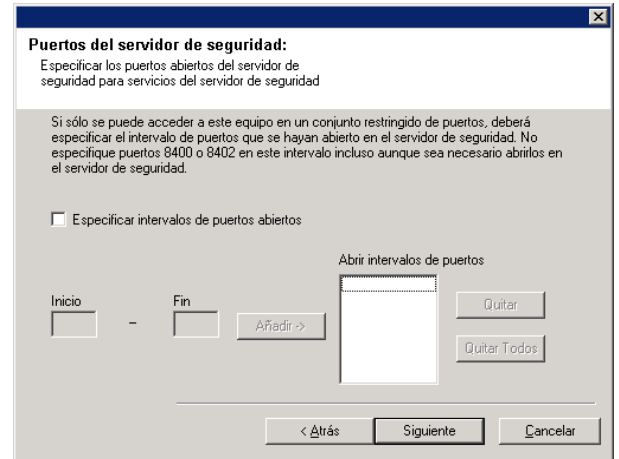 Puertos del servidor de seguridad:
Especificar los puertos abiertos del servidor de
seguridad para servicios del servidor de seguridad
Si sólo se puede acceder a este equipo en un conjunto restringido de puertos, deberá
especificar el intervalo de puertos que se hayan abierto en el servidor de seguridad. No
especifique puertos 8400 o 8402 en este intervalo incluso aunque sea necesario abrirlos en
el servidor de seguridad.
Especificar intervalos de puertos abiertos
Abrir intervalos de puertos
Inicio
Fin
–
Añadir ->
Quitar
Quitar Todos
< Atrás
Siguiente
Cancelar